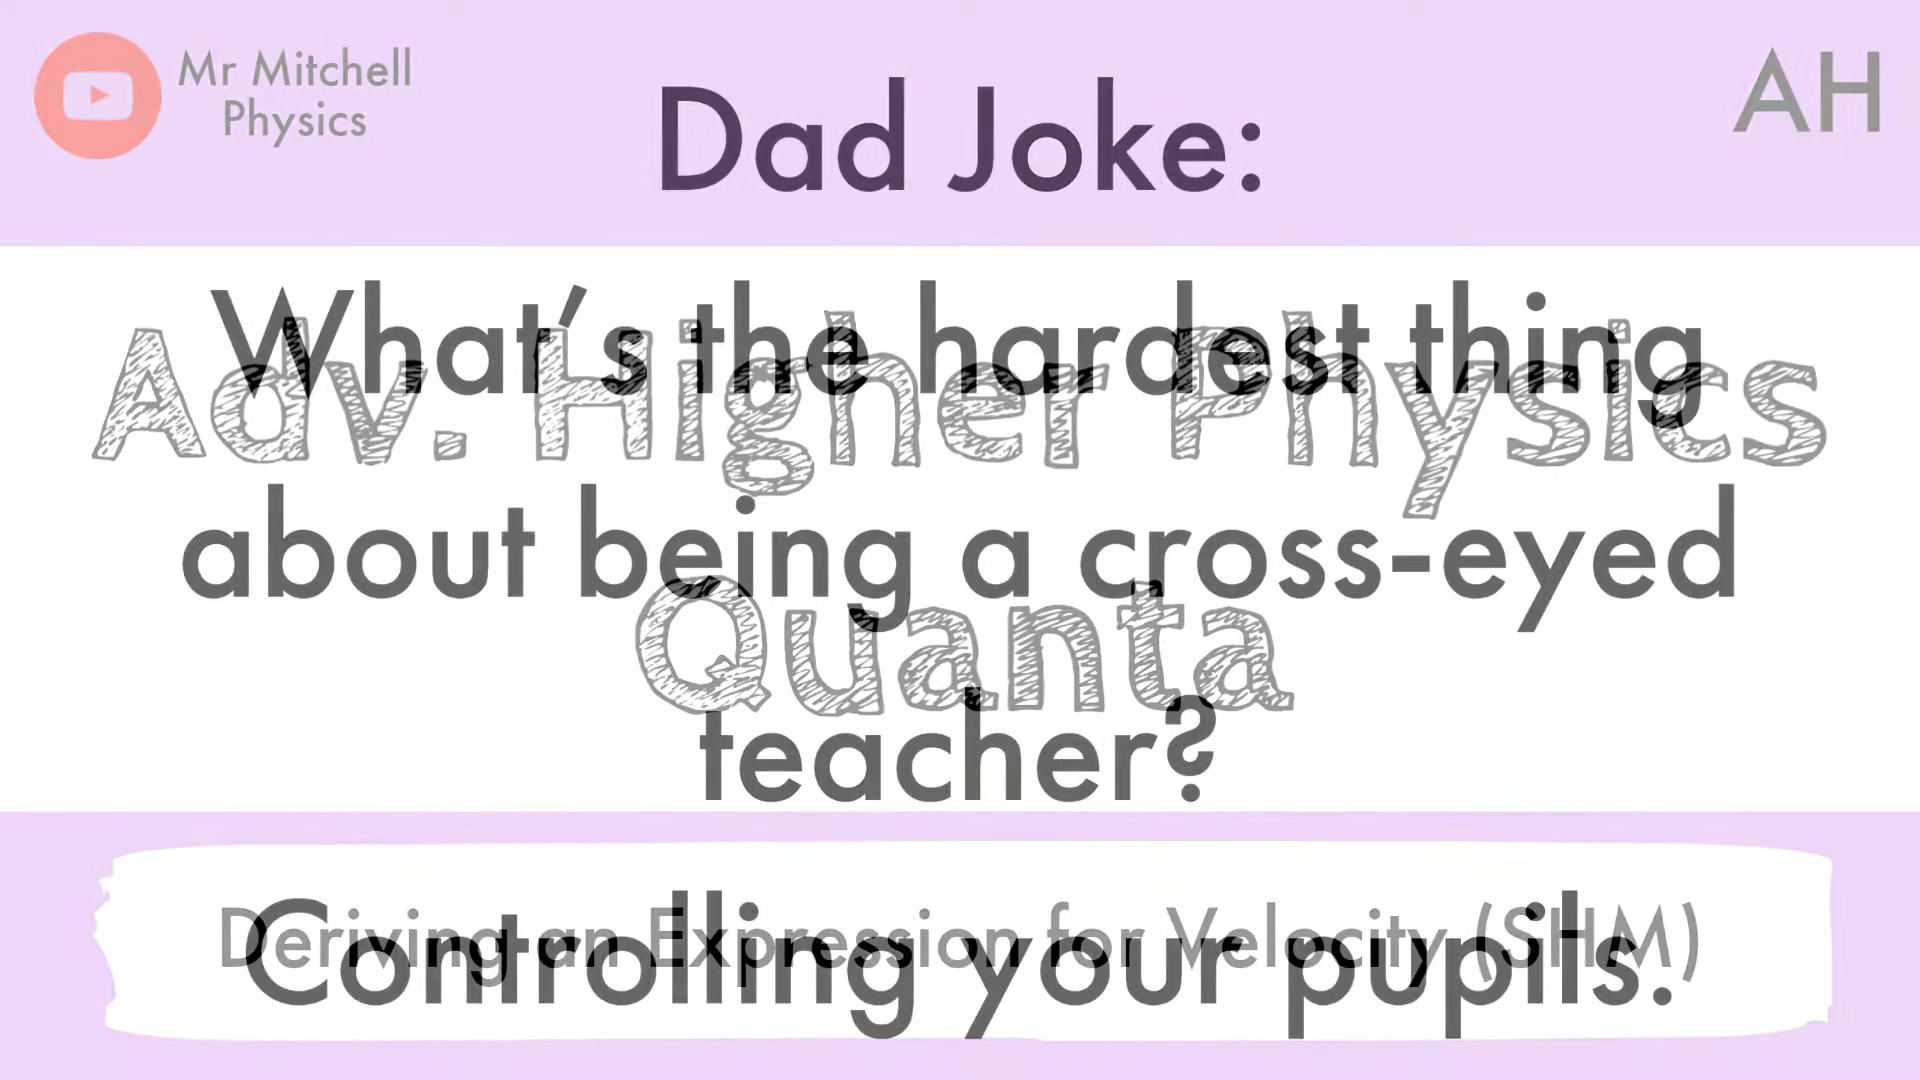 Mr Mitchell
Physics
AH
Dad Joke:
What's the hardest thing
about being a cross-eyed
teacher?
Controlling your pupils.
Adv. Higher Physics
Quanta
Deriving an Expression for Velocity (SHM)